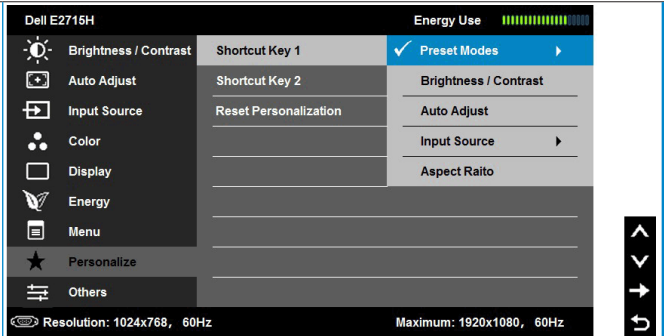 Dell E2715H Energy Use
Brightness / Contrast Shortcut Key 1 Preset Modes
Auto Adjust Shortcut Key 2 Brightness / Contrast
Input Source Reset Personalization Auto Adjust
Color Input Source
Display Aspect Raito
Energy
Menu
Personalize
Others
Resolution: 1024x768, 60Hz Maximum: 1920x1080, 60Hz